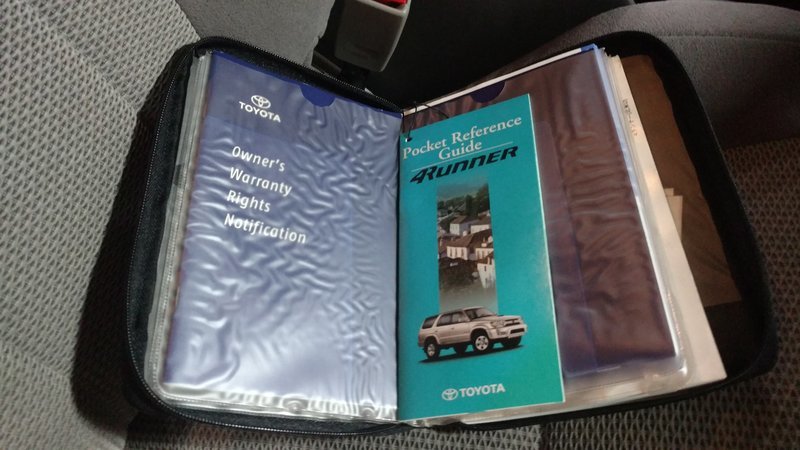 TOYOTA
Owner's
Warranty
Rights
Notification
Pocket Reference
Guide
4RUNNER
TOYOTA